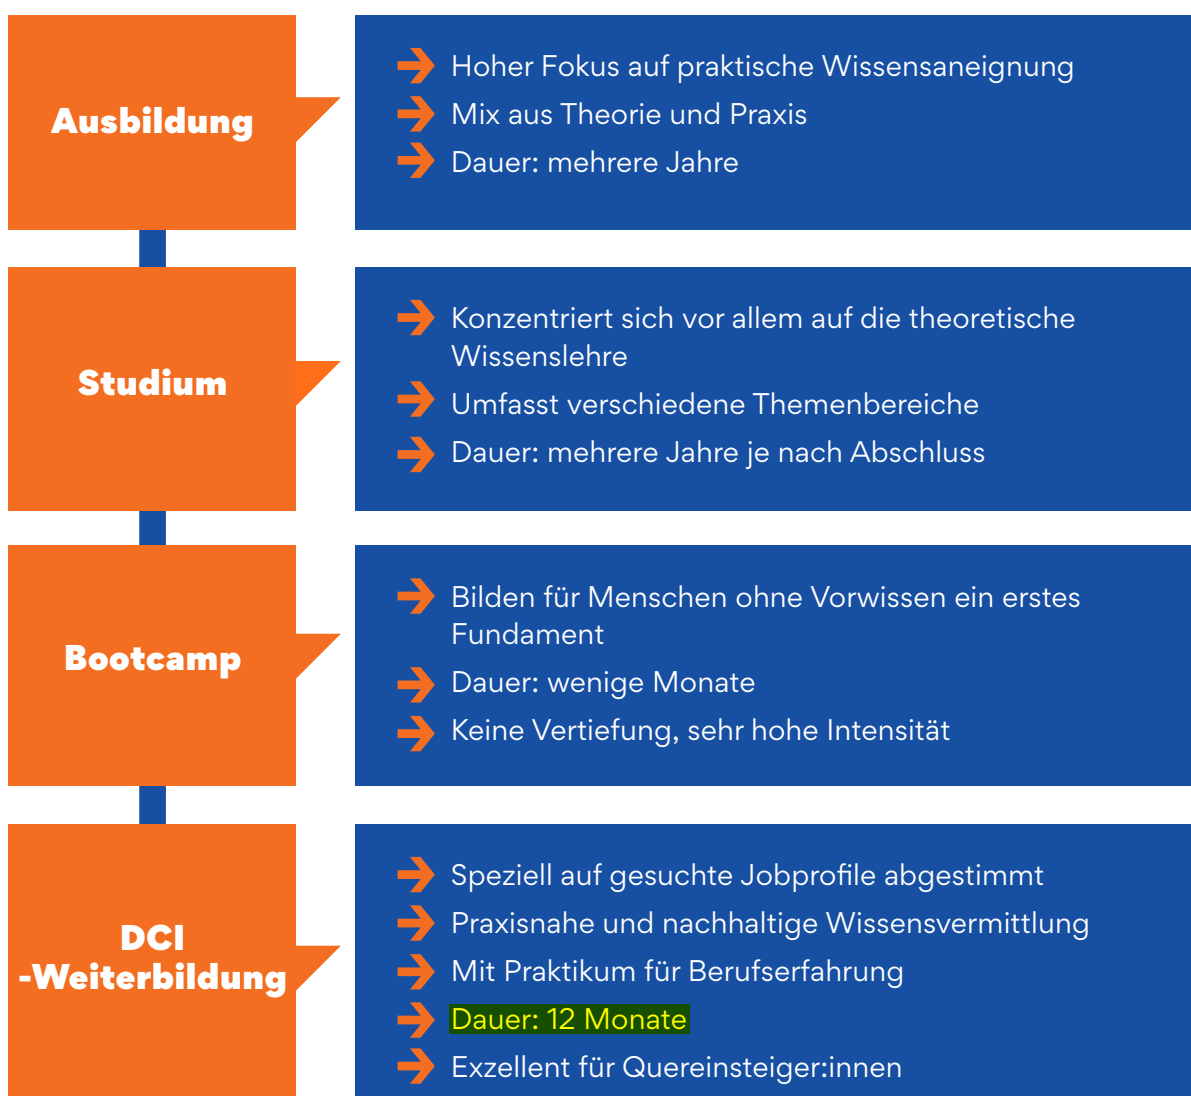 Ausbildung
Hoher Fokus auf praktische Wissensaneignung
Mix aus Theorie und Praxis
Dauer: mehrere Jahre
Studium
Konzentriert sich vor allem auf die theoretische
Wissenslehre
Umfasst verschiedene Themenbereiche
Dauer: mehrere Jahre je nach Abschluss
Bootcamp
Bilden für Menschen ohne Vorwissen ein erstes
Fundament
Dauer: wenige Monate
Keine Vertiefung, sehr hohe Intensität
DCI
-Weiterbildung
Speziell auf gesuchte Jobprofile abgestimmt
Praxisnahe und nachhaltige Wissensvermittlung
Mit Praktikum für Berufserfahrung
Dauer: 12 Monate
Exzellent für Quereinsteiger:innen